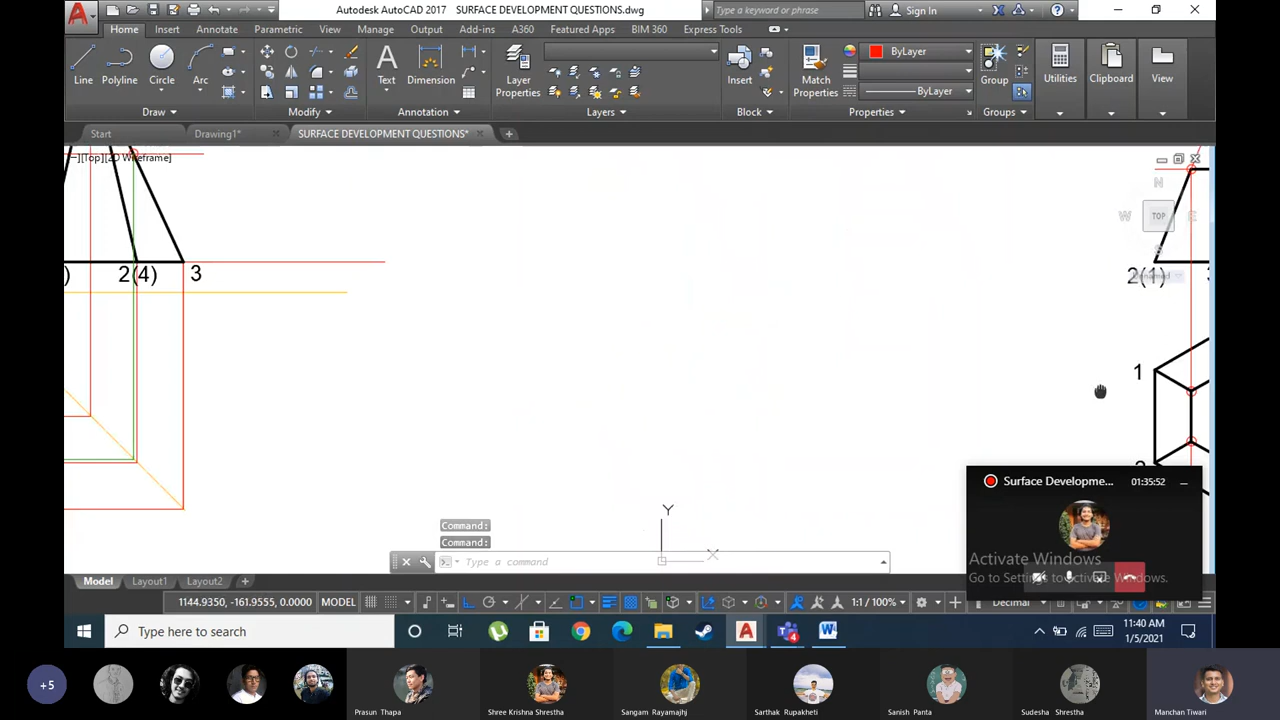 Autodesk AutoCAD 2017 SURFACE DEVELOPMENT QUESTIONS.dwg
Type a keyword or phrase
Sign In
Home Insert Annotate Parametric View Manage Output Add-ins A360 Featured Apps BIM 360 Express Tools
Line Polyline Circle Arc
Text Dimension
Layer Properties
Insert
Match Properties
ByLayer
ByLayer
Group
Utilities Clipboard View
Draw Modify Annotation Layers Block Properties Groups
Start Drawing1* SURFACE DEVELOPMENT QUESTIONS*
[Top][2D Wireframe]
N
W TOP E
S
2(4) 3
2(1)
1
Surface Developme... 01:35:52
Y
X
Command:
Command:
Type a command
Activate Windows
Go to Settings to activate Windows.
Model Layout1 Layout2
1144.9350, -161.9555, 0.0000 MODEL 1:1 / 100% Decimal
Type here to search
11:40 AM
1/5/2021
+5
Prasun Thapa Shree Krishna Shrestha Sangam Rayamajhi Sarthak Rupakheti Sanish Panta Sudesha Shrestha Manchan Tiwari